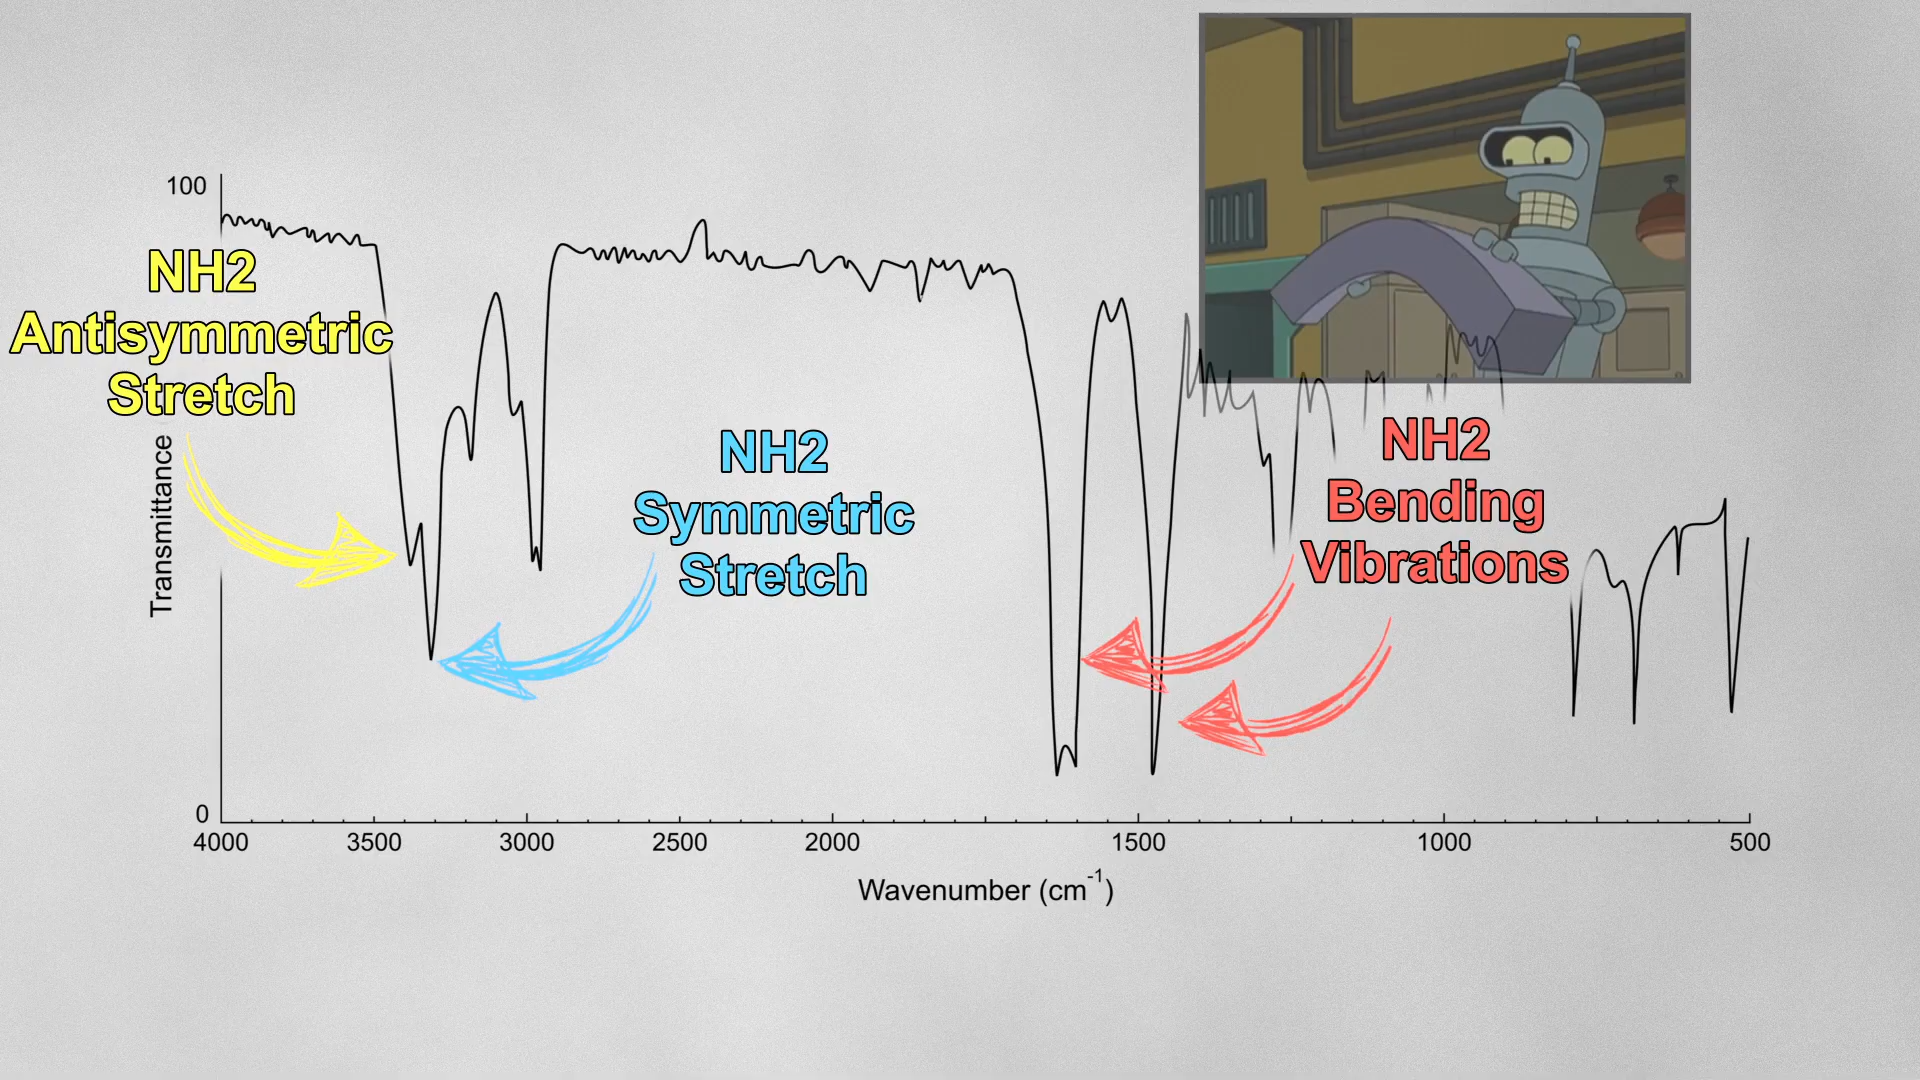 100
NH2
Antisymmetric
Stretch
NH2
Symmetric
Stretch
NH2
Bending
Vibrations
Transmittance
0
4000 3500 3000 2500 2000 1500 1000 500
Wavenumber (cm⁻¹)